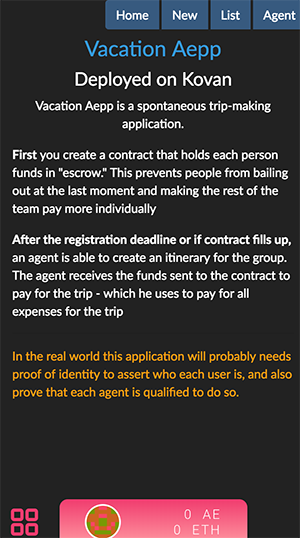 Home New List Agent
Vacation Aepp
Deployed on Kovan
Vacation Aepp is a spontaneous trip-making
application.
First you create a contract that holds each person
funds in "escrow." This prevents people from bailing
out at the last moment and making the rest of the
team pay more individually
After the registration deadline or if contract fills up,
an agent is able to create an itinerary for the group.
The agent receives the funds sent to the contract to
pay for the trip - which he uses to pay for all
expenses for the trip
In the real world this application will probably needs
proof of identity to assert who each user is, and also
prove that each agent is qualified to do so.
0 AE
0 ETH